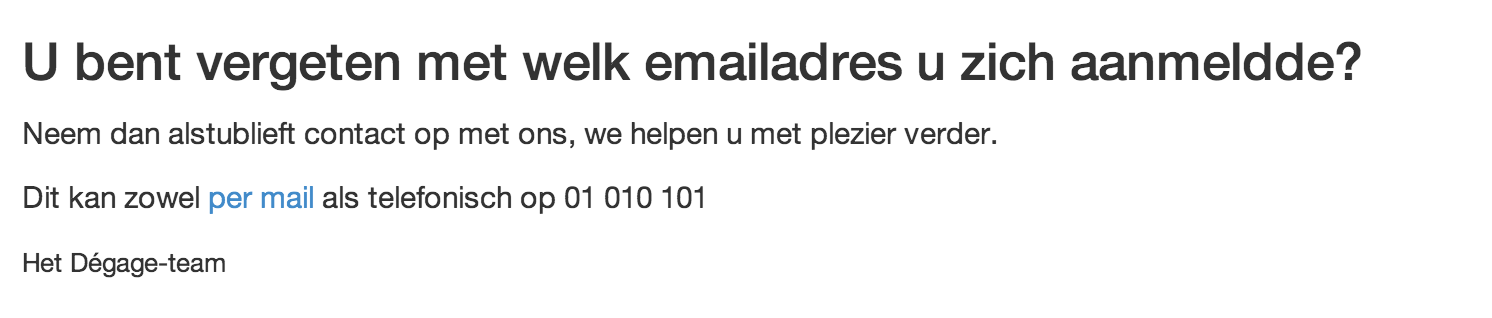 U bent vergeten met welk emailadres u zich aanmeldde?
Neem dan alstublieft contact op met ons, we helpen u met plezier verder.
Dit kan zowel per mail als telefonisch op 01 010 101
Het Dégage-team